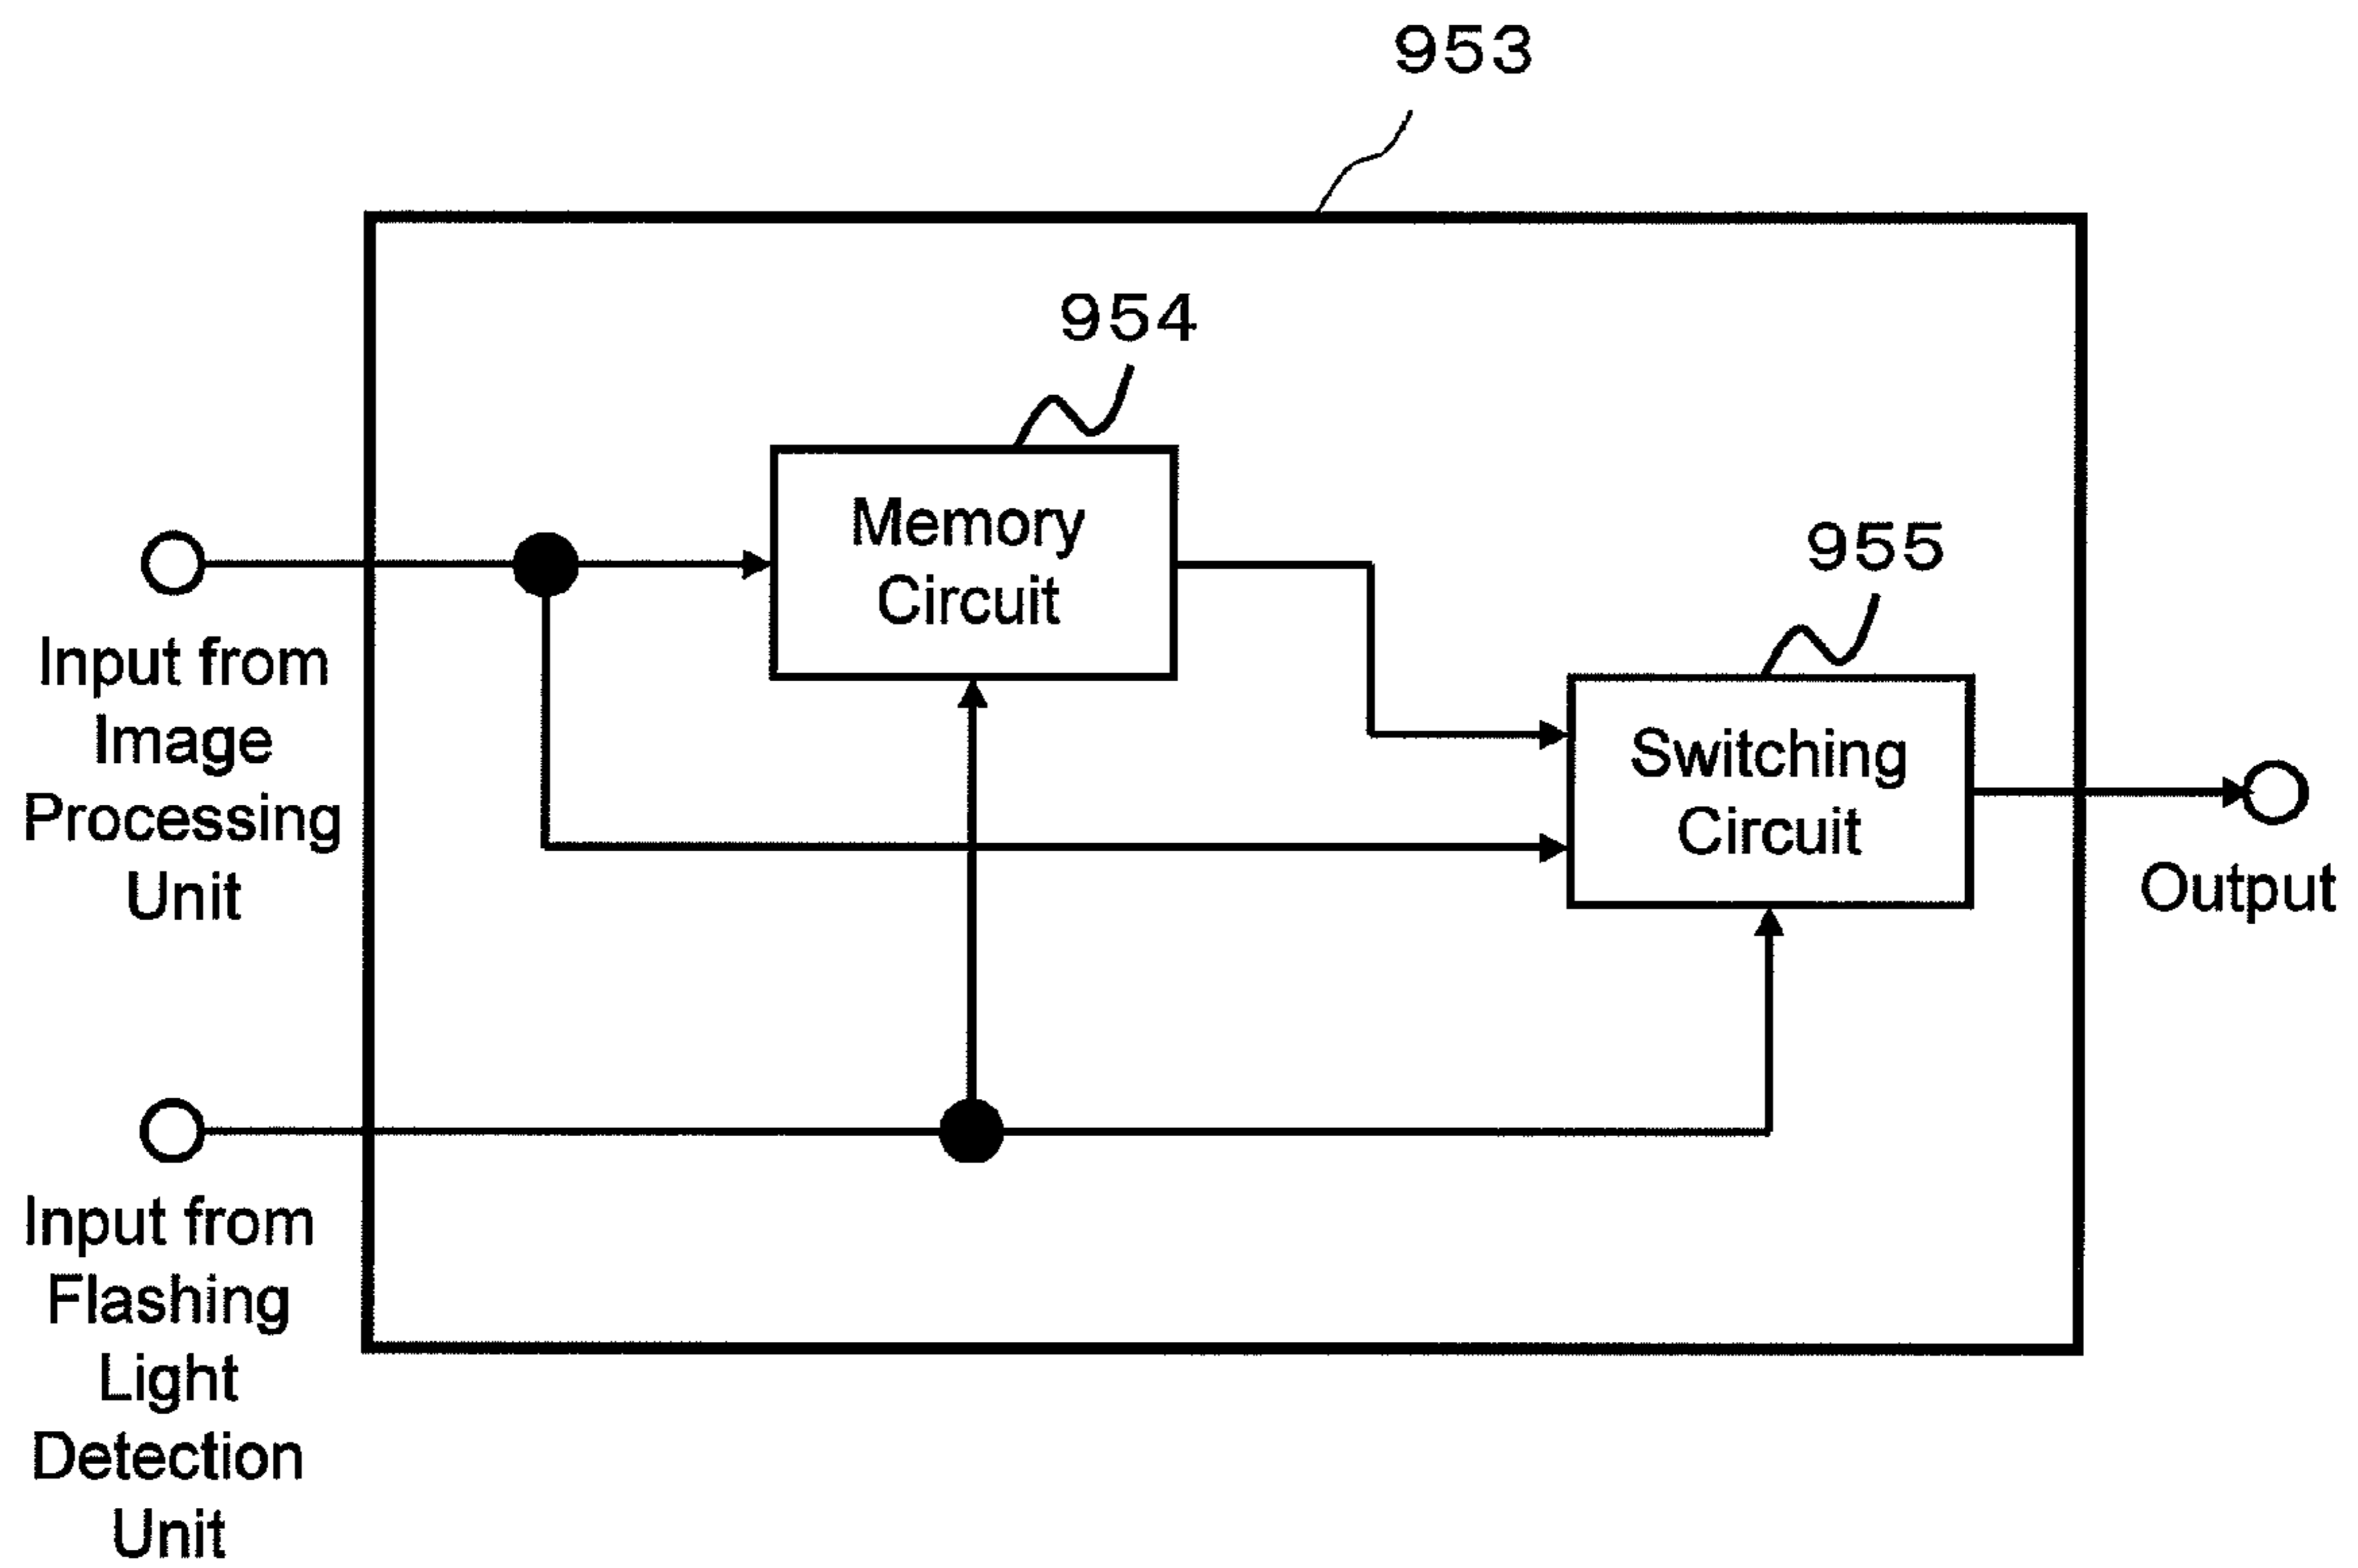 953
954
Memory
Circuit
955
Switching
Circuit
Input from
Image
Processing
Unit
Output
Input from
Flashing
Light
Detection
Unit